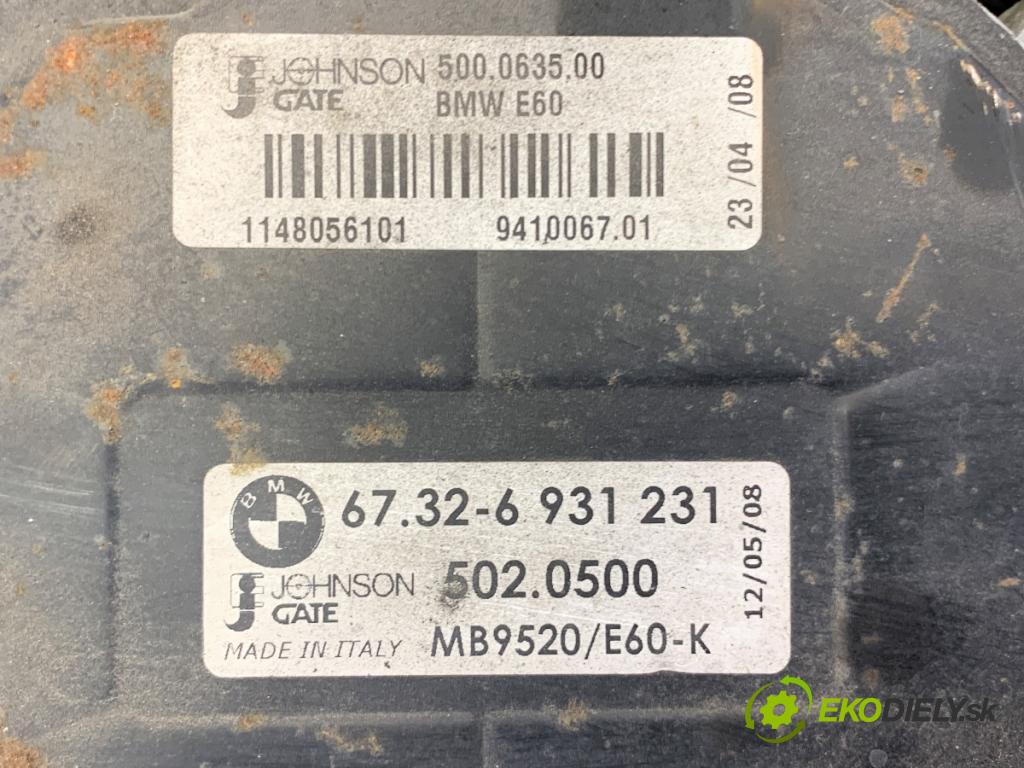 JOHNSON GATE 500.0635.00
BMW E60
1148056101 9410067.01
23/04/08
BMW
67.32-6 931 231
JOHNSON GATE 502.0500
MADE IN ITALY MB9520/E60-K
12/05/08
EKODIELY.sk